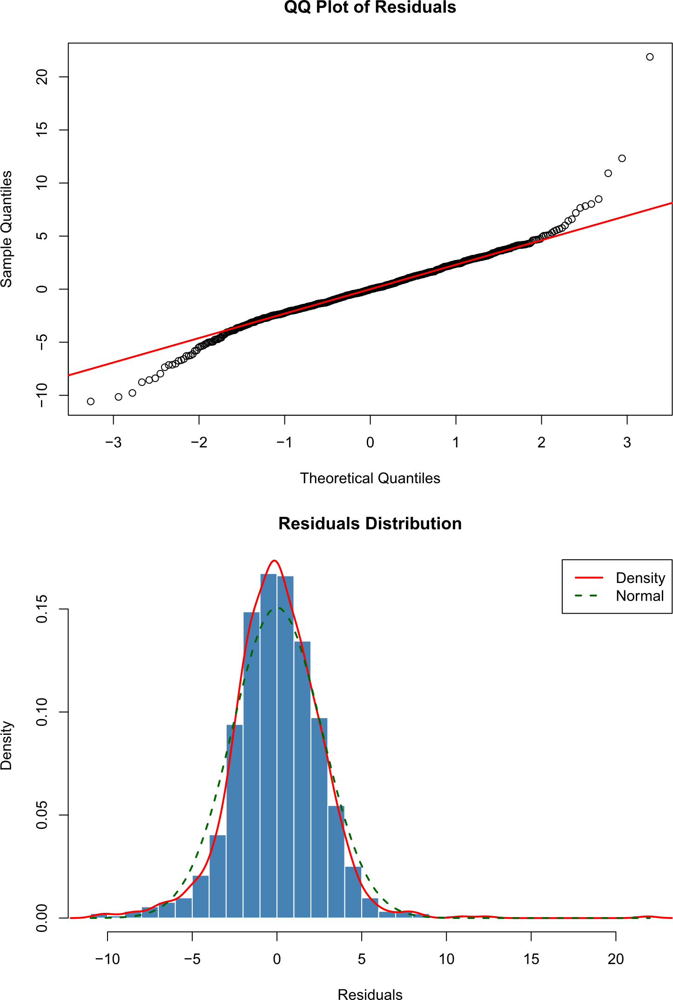 QQ Plot of Residuals
Sample Quantiles
20
15
10
5
0
−5
−10
−3 −2 −1 0 1 2 3
Theoretical Quantiles
Residuals Distribution
Density
Normal
Density
0.15
0.10
0.05
0.00
−10 −5 0 5 10 15 20
Residuals